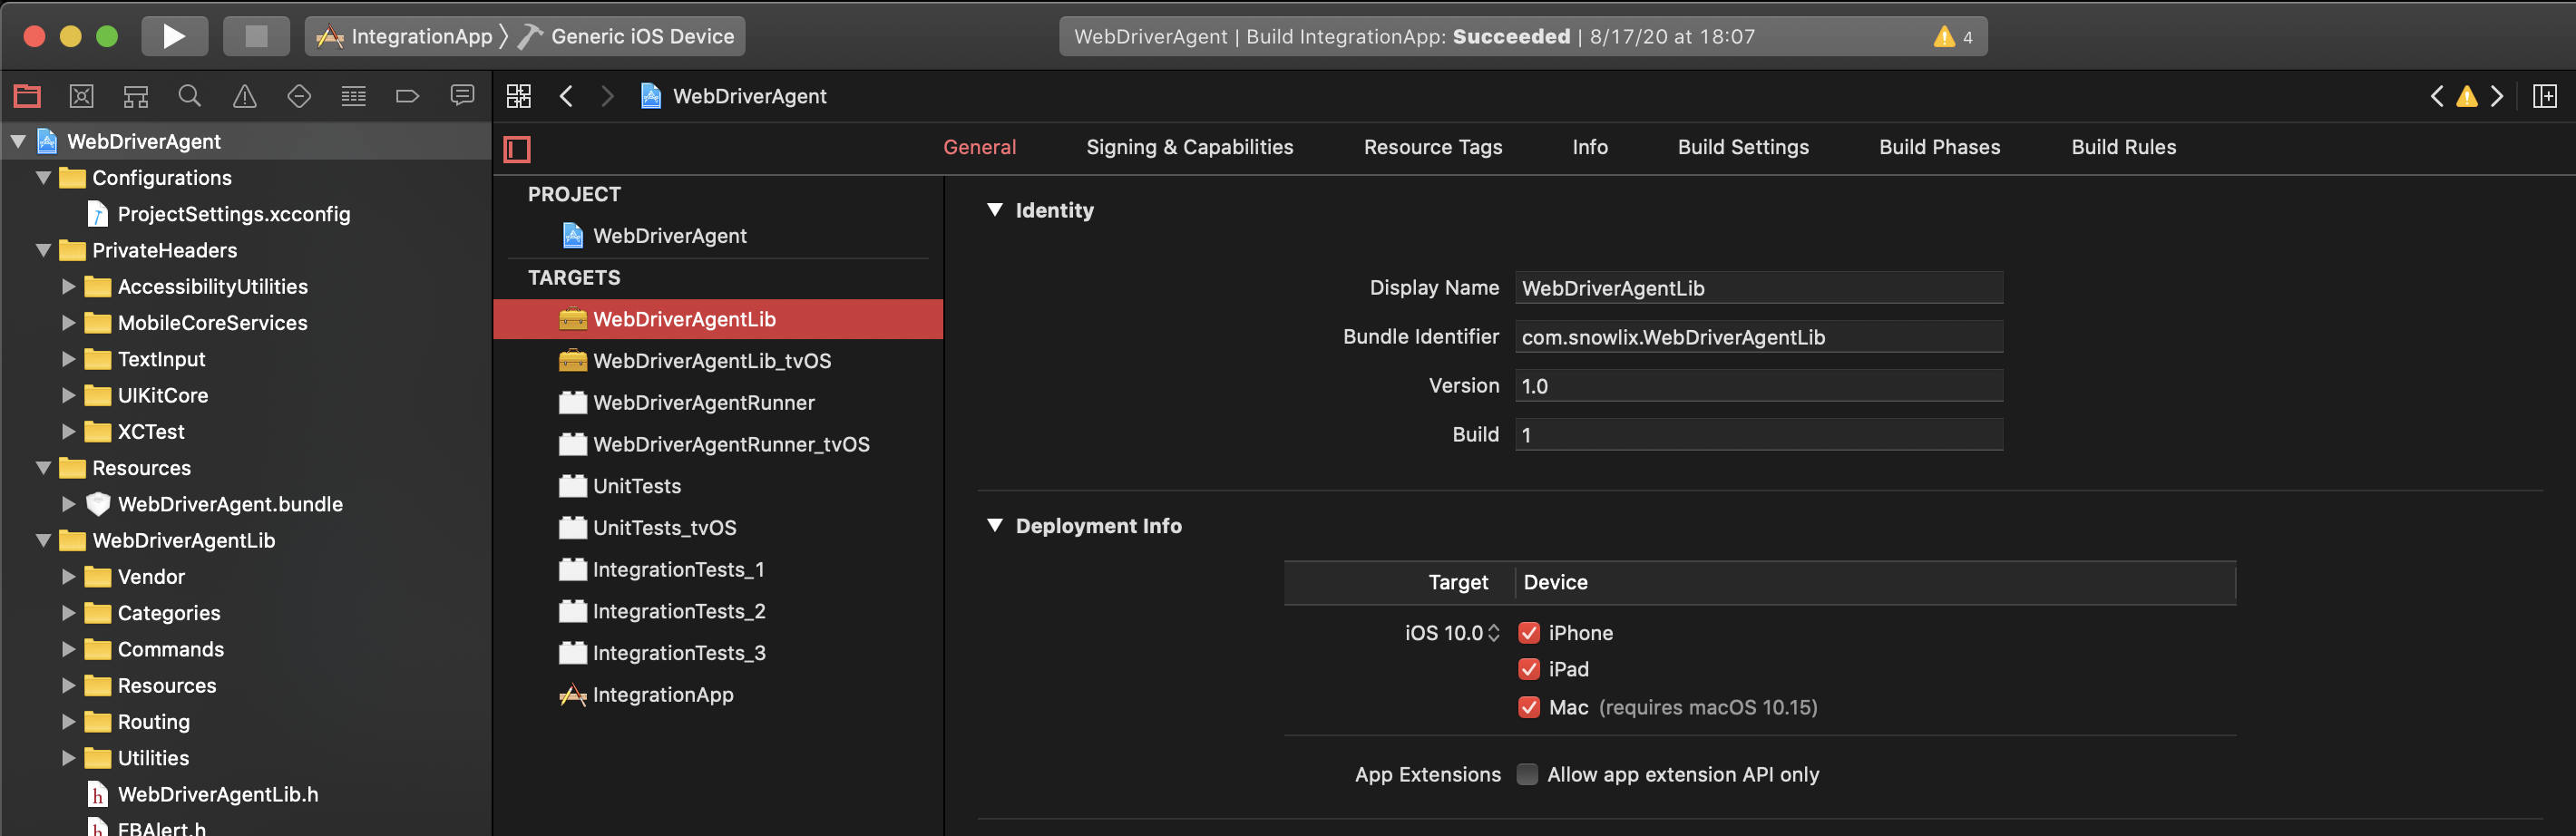 IntegrationApp 〉 Generic iOS Device
WebDriverAgent | Build IntegrationApp: Succeeded | 8/17/20 at 18:07
4
WebDriverAgent
General
Signing & Capabilities
Resource Tags
Info
Build Settings
Build Phases
Build Rules
WebDriverAgent
Configurations
ProjectSettings.xcconfig
PrivateHeaders
AccessibilityUtilities
MobileCoreServices
TextInput
UIKitCore
XCTest
Resources
WebDriverAgent.bundle
WebDriverAgentLib
Vendor
Categories
Commands
Resources
Routing
Utilities
WebDriverAgentLib.h
FBAlert.h
PROJECT
WebDriverAgent
TARGETS
WebDriverAgentLib
WebDriverAgentLib_tvOS
WebDriverAgentRunner
WebDriverAgentRunner_tvOS
UnitTests
UnitTests_tvOS
IntegrationTests_1
IntegrationTests_2
IntegrationTests_3
IntegrationApp
Identity
Display Name WebDriverAgentLib
Bundle Identifier com.snowlix.WebDriverAgentLib
Version 1.0
Build 1
Deployment Info
Target Device
iOS 10.0 iPhone
iPad
Mac (requires macOS 10.15)
App Extensions Allow app extension API only